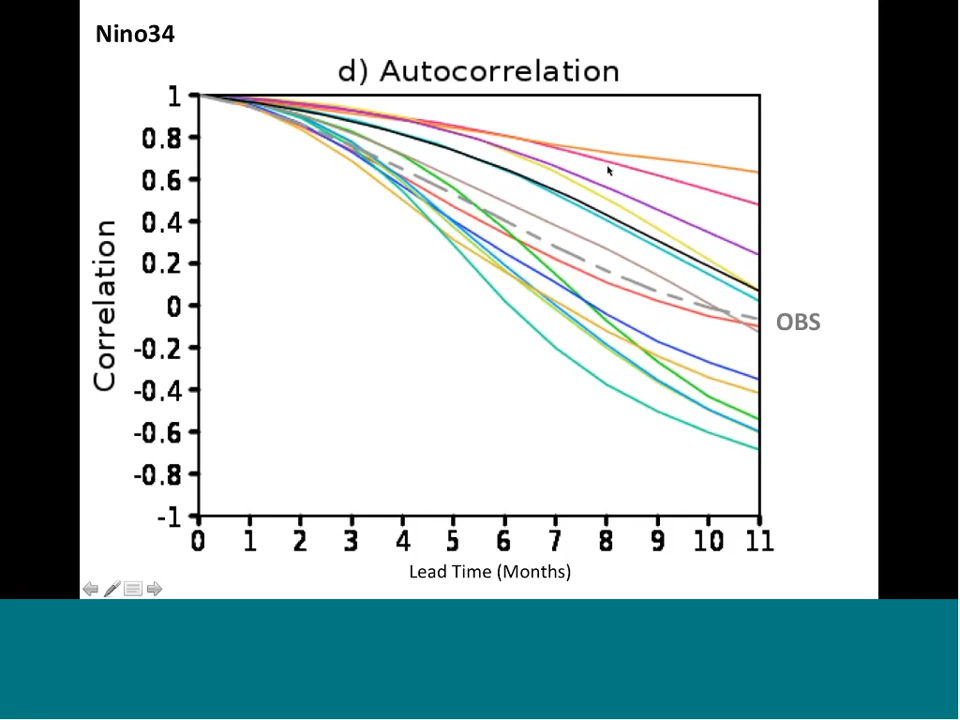 Nino34
d) Autocorrelation
Correlation
1
0.8
0.6
0.4
0.2
0
-0.2
-0.4
-0.6
-0.8
-1
0 1 2 3 4 5 6 7 8 9 10 11
Lead Time (Months)
OBS